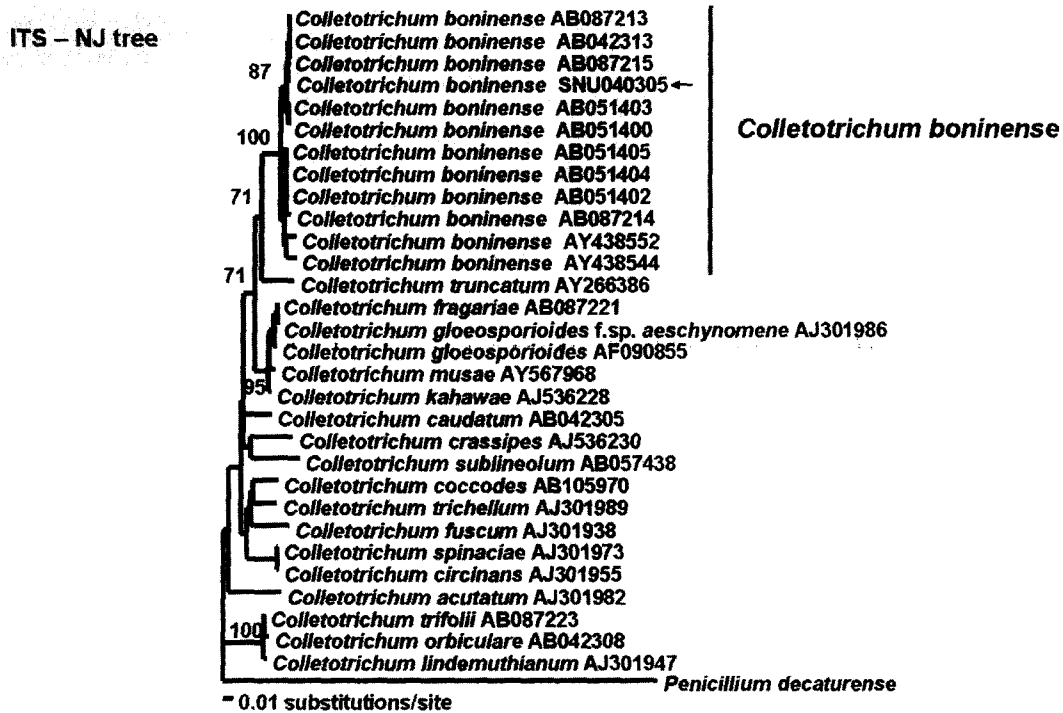 ITS – NJ tree
Colletotrichum boninense AB087213
Colletotrichum boninense AB042313
Colletotrichum boninense AB087215
87
Colletotrichum boninense SNU040305←
Colletotrichum boninense AB051403
Colletotrichum boninense AB051400
Colletotrichum boninense
100
Colletotrichum boninense AB051405
Colletotrichum boninense AB051404
71
Colletotrichum boninense AB051402
Colletotrichum boninense AB087214
Colletotrichum boninense AY438552
Colletotrichum boninense AY438544
71
Colletotrichum truncatum AY266386
Colletotrichum fragariae AB087221
Colletotrichum gloeosporioides f.sp. aeschynomene AJ301986
Colletotrichum gloeosporioides AF090855
Colletotrichum musae AY567968
95
Colletotrichum kahawae AJ536228
Colletotrichum caudatum AB042305
Colletotrichum crassipes AJ536230
Colletotrichum sublineolum AB057438
Colletotrichum coccodes AB105970
Colletotrichum trichellum AJ301989
Colletotrichum fuscum AJ301938
Colletotrichum spinaciae AJ301973
Colletotrichum circinans AJ301955
Colletotrichum acutatum AJ301982
Colletotrichum trifolii AB087223
100
Colletotrichum orbiculare AB042308
Colletotrichum lindemuthianum AJ301947
Penicillium decaturense
0.01 substitutions/site